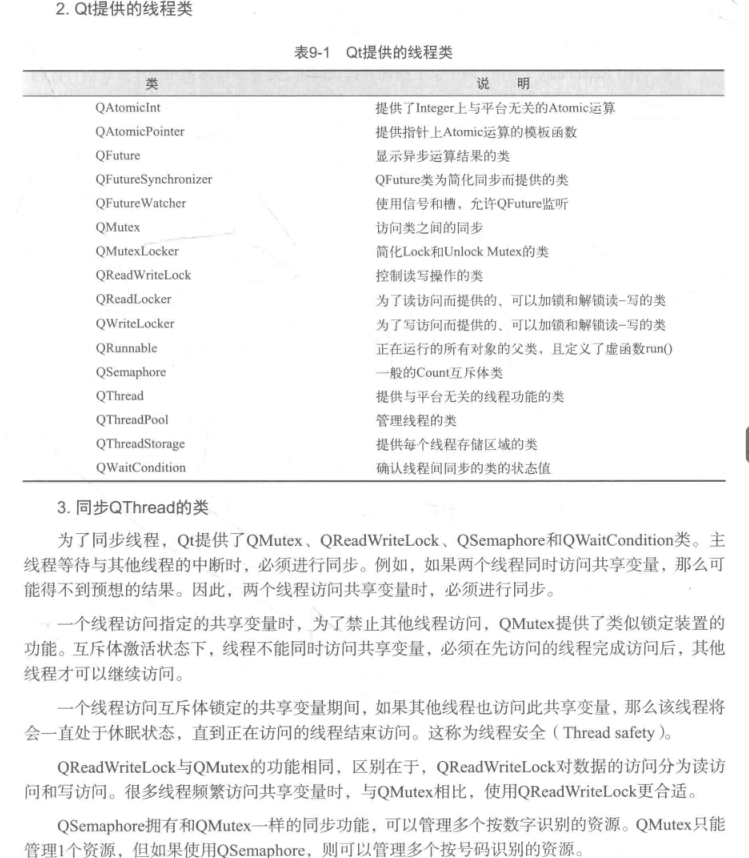 2. Qt提供的线程类
表9-1 Qt提供的线程类
类 说 明
QAtomicInt 提供了Integer上与平台无关的Atomic运算
QAtomicPointer 提供指针上Atomic运算的模板函数
QFuture 显示异步运算结果的类
QFutureSynchronizer QFuture类为简化同步而提供的类
QFutureWatcher 使用信号和槽，允许QFuture监听
QMutex 访问类之间的同步
QMutexLocker 简化Lock和Unlock Mutex的类
QReadWriteLock 控制读写操作的类
QReadLocker 为了读访问而提供的、可以加锁和解锁读-写的类
QWriteLocker 为了写访问而提供的、可以加锁和解锁读-写的类
QRunnable 正在运行的所有对象的父类，且定义了虚函数run()
QSemaphore 一般的Count互斥体类
QThread 提供与平台无关的线程功能的类
QThreadPool 管理线程的类
QThreadStorage 提供每个线程存储区域的类
QWaitCondition 确认线程间同步的类的状态值
3. 同步QThread的类
为了同步线程，Qt提供了QMutex、QReadWriteLock、QSemaphore和QWaitCondition类。主
线程等待与其他线程的中断时，必须进行同步。例如，如果两个线程同时访问共享变量，那么可
能得不到预想的结果。因此，两个线程访问共享变量时，必须进行同步。
一个线程访问指定的共享变量时，为了禁止其他线程访问，QMutex提供了类似锁定装置的
功能。互斥体激活状态下，线程不能同时访问共享变量，必须在先访问的线程完成访问后，其他
线程才可以继续访问。
一个线程访问互斥体锁定的共享变量期间，如果其他线程也访问此共享变量，那么该线程将
会一直处于休眠状态，直到正在访问的线程结束访问。这称为线程安全（Thread safety）。
QReadWriteLock与QMutex的功能相同，区别在于，QReadWriteLock对数据的访问分为读访
问和写访问。很多线程频繁访问共享变量时，与QMutex相比，使用QReadWriteLock更合适。
QSemaphore拥有和QMutex一样的同步功能，可以管理多个按数字识别的资源。QMutex只能
管理1个资源，但如果使用QSemaphore，则可以管理多个按号码识别的资源。